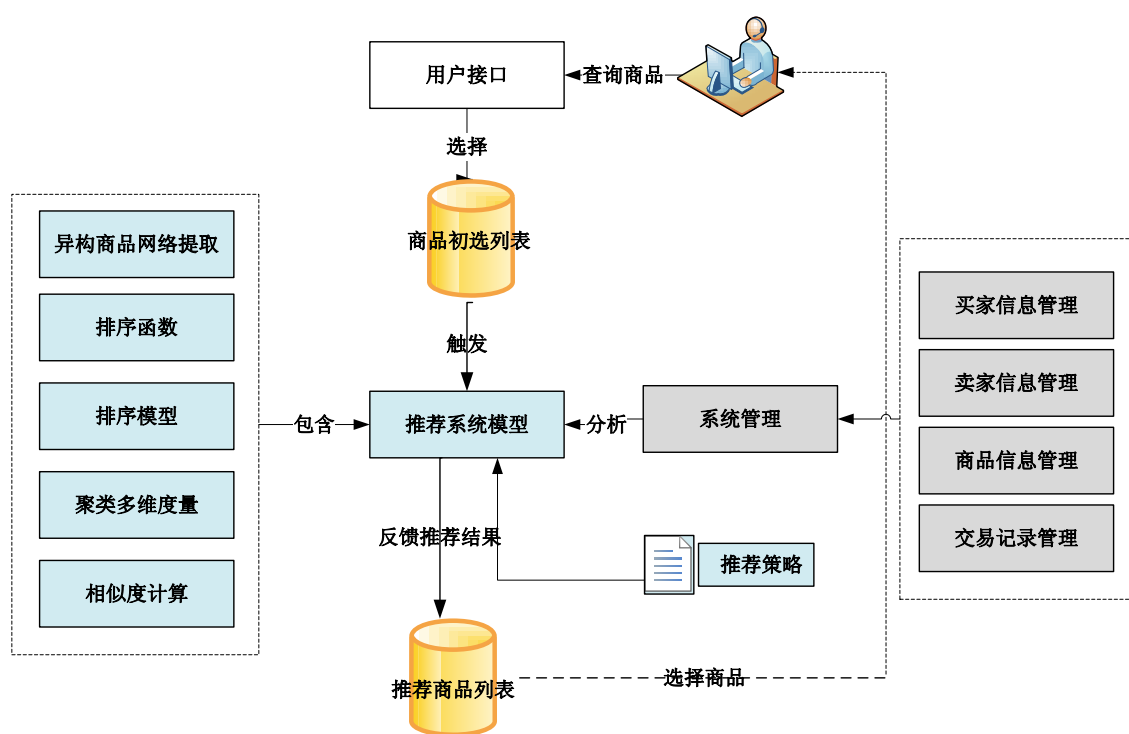 用户接口
查询商品
选择
商品初选列表
触发
异构商品网络提取
排序函数
排序模型
聚类多维度量
相似度计算
包含
推荐系统模型
分析
系统管理
买家信息管理
卖家信息管理
商品信息管理
交易记录管理
反馈推荐结果
推荐策略
推荐商品列表
选择商品